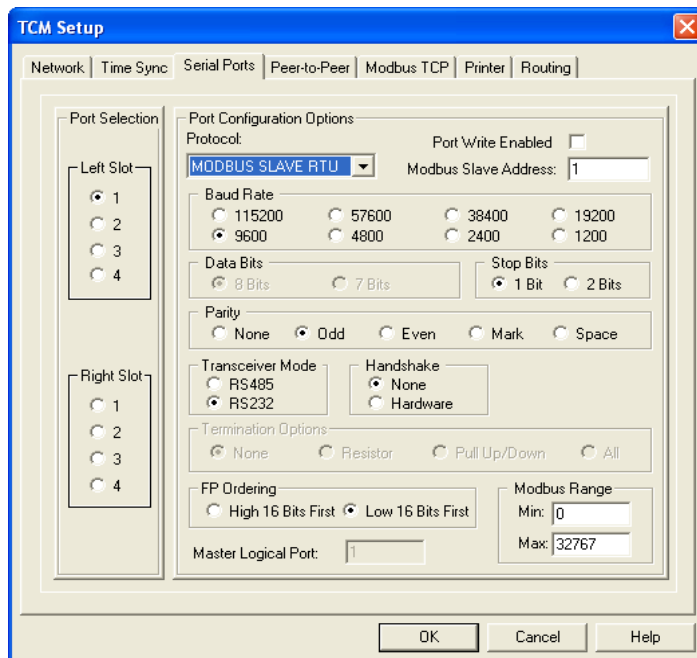 TCM Setup
Network Time Sync Serial Ports Peer-to-Peer Modbus TCP Printer Routing
Port Selection
Left Slot
1
2
3
4
Right Slot
1
2
3
4
Port Configuration Options
Protocol:
MODBUS SLAVE RTU
Port Write Enabled
Modbus Slave Address: 1
Baud Rate
115200 57600 38400 19200
9600 4800 2400 1200
Data Bits
8 Bits 7 Bits
Stop Bits
1 Bit 2 Bits
Parity
None Odd Even Mark Space
Transceiver Mode
RS485
RS232
Handshake
None
Hardware
Termination Options
None Resistor Pull Up/Down All
FP Ordering
High 16 Bits First Low 16 Bits First
Modbus Range
Min: 0
Max: 32767
Master Logical Port: 1
OK Cancel Help